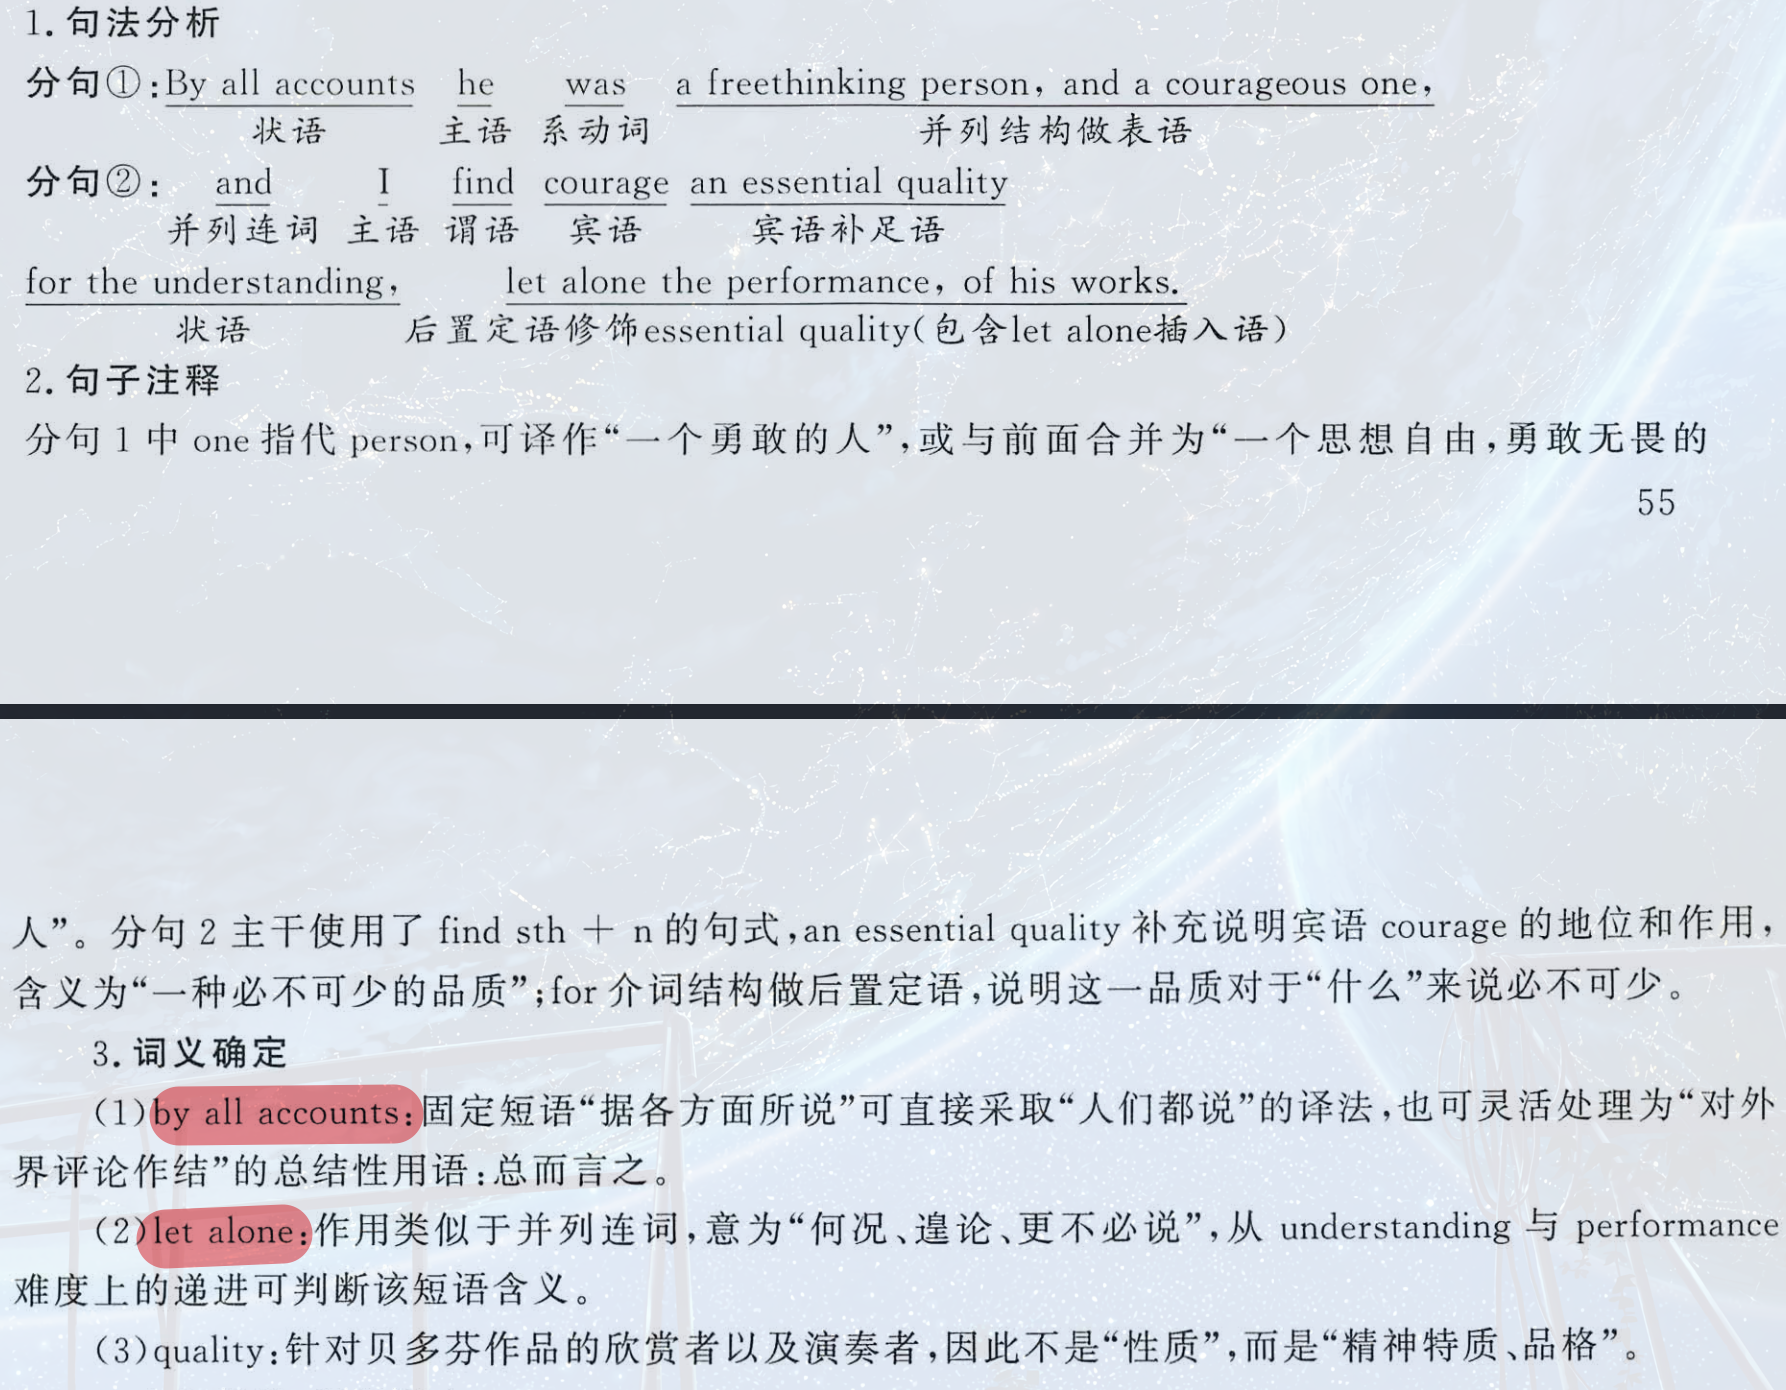 1. 句法分析
分句①:By all accounts he was a freethinking person, and a courageous one,
状语 主语 系动词 并列结构做表语
分句②: and I find courage an essential quality
并列连词 主语 谓语 宾语 宾语补足语
for the understanding, let alone the performance, of his works.
状语 后置定语修饰essential quality(包含let alone插入语)
2. 句子注释
分句 1 中 one 指代 person,可译作“一个勇敢的人”,或与前面合并为“一个思想自由,勇敢无畏的
55
人”。分句 2 主干使用了 find sth + n 的句式,an essential quality 补充说明宾语 courage 的地位和作用,
含义为“一种必不可少的品质”;for 介词结构做后置定语,说明这一品质对于“什么”来说必不可少。
3. 词义确定
(1)by all accounts:固定短语“据各方面所说”可直接采取“人们都说”的译法,也可灵活处理为“对外
界评论作结”的总结性用语:总而言之。
(2)let alone:作用类似于并列连词,意为“何况、遑论、更不必说”,从 understanding 与 performance
难度上的递进可判断该短语含义。
(3)quality:针对贝多芬作品的欣赏者以及演奏者,因此不是“性质”,而是“精神特质、品格”。